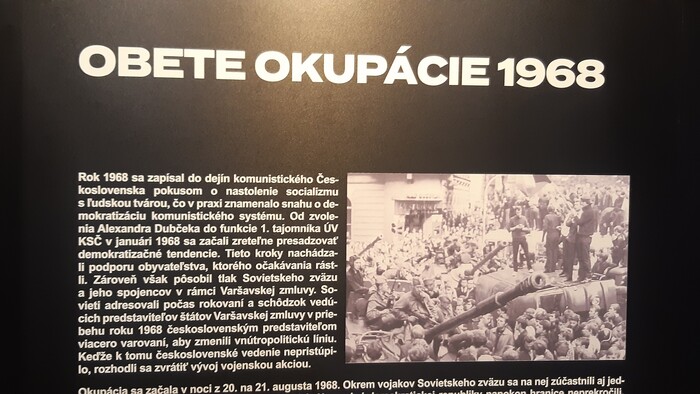 OBETE OKUPÁCIE 1968
Rok 1968 sa zapísal do dejín komunistického Čes-
koslovenska pokusom o nastolenie socializmu
s ľudskou tvárou, čo v praxi znamenalo snahu o de-
mokratizáciu komunistického systému. Od zvole-
nia Alexandra Dubčeka do funkcie 1. tajomníka ÚV
KSČ v januári 1968 sa začali zreteľne presadzovať
demokratizačné tendencie. Tieto kroky nachádza-
li podporu obyvateľstva, ktorého očakávania rást-
li. Zároveň však pôsobil tlak Sovietskeho zväzu
a jeho spojencov v rámci Varšavskej zmluvy. So-
vieti adresovali počas rokovaní a schôdzok vedú-
cich predstaviteľov štátov Varšavskej zmluvy v prie-
behu roku 1968 československým predstaviteľom
viacero varovaní, aby zmenili vnútropolitickú líniu.
Keďže k tomu československé vedenie nepristúpi-
lo, rozhodli sa zvrátiť vývoj vojenskou akciou.
Okupácia sa začala v noci z 20. na 21. augusta 1968. Okrem vojakov Sovietskeho zväzu sa na nej zúčastnili aj jed-